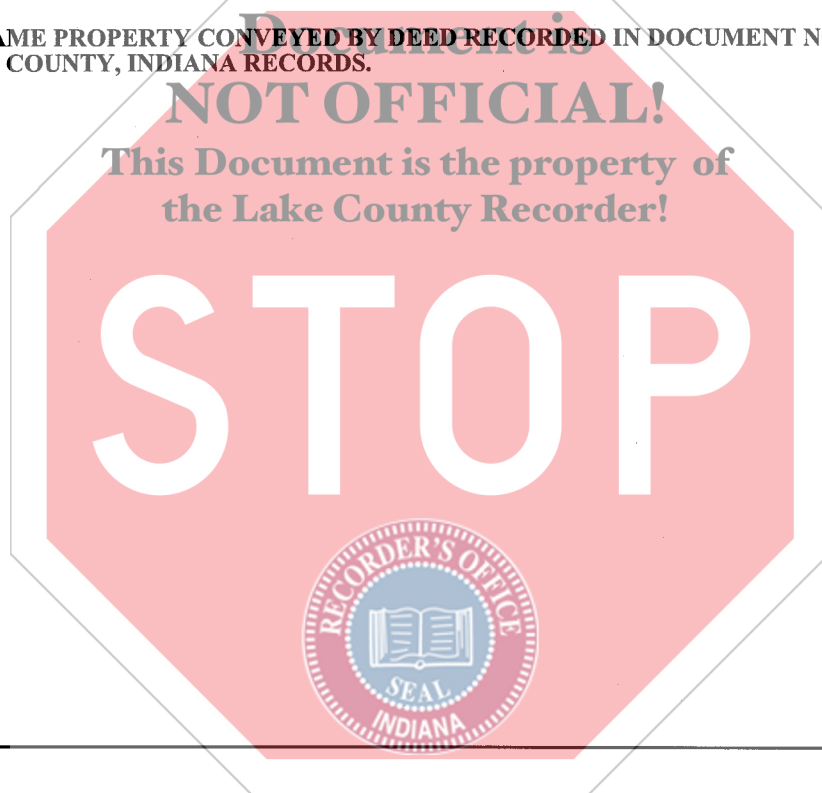 Document is
AME PROPERTY CONVEYED BY DEED RECORDED IN DOCUMENT N
COUNTY, INDIANA RECORDS.
NOT OFFICIAL!
This Document is the property of
the Lake County Recorder!
STOP
RECORDER'S OFFICE
SEAL
INDIANA